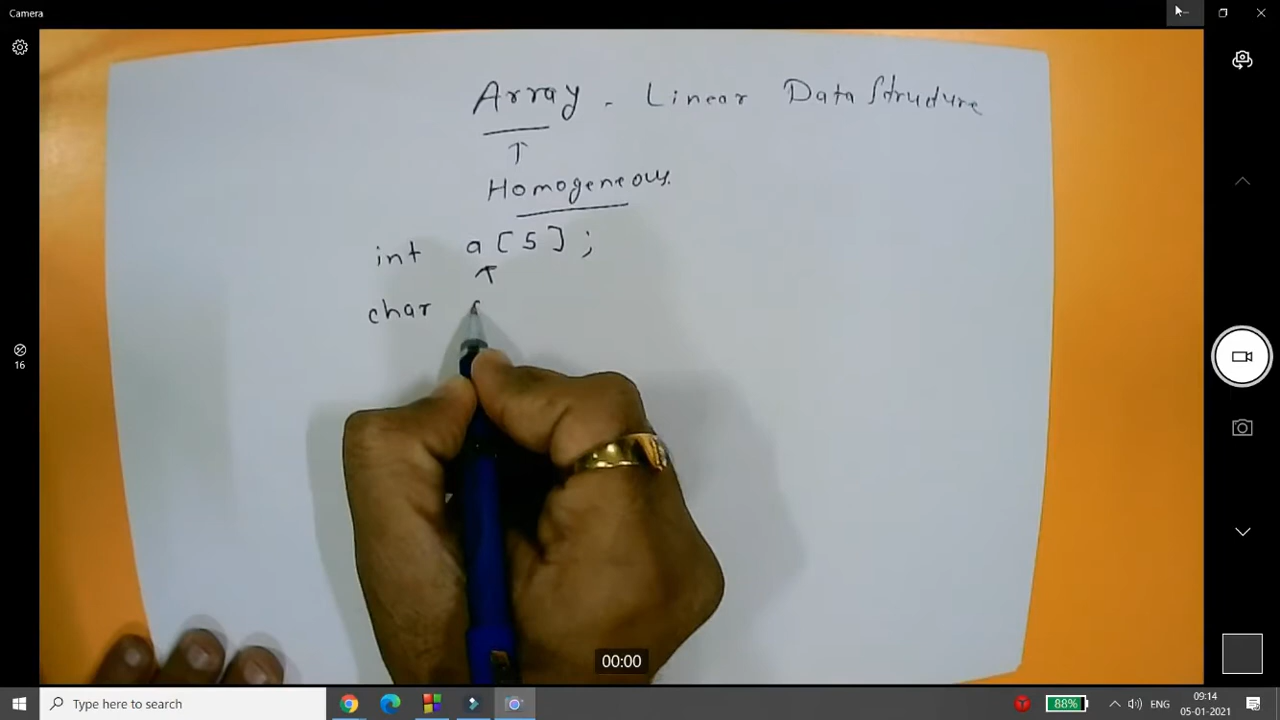 Camera
Array - Linear Data Structure
Homogeneous.
int a[5];
char
16
00:00
Type here to search
88%
ENG
09:14
05-01-2021